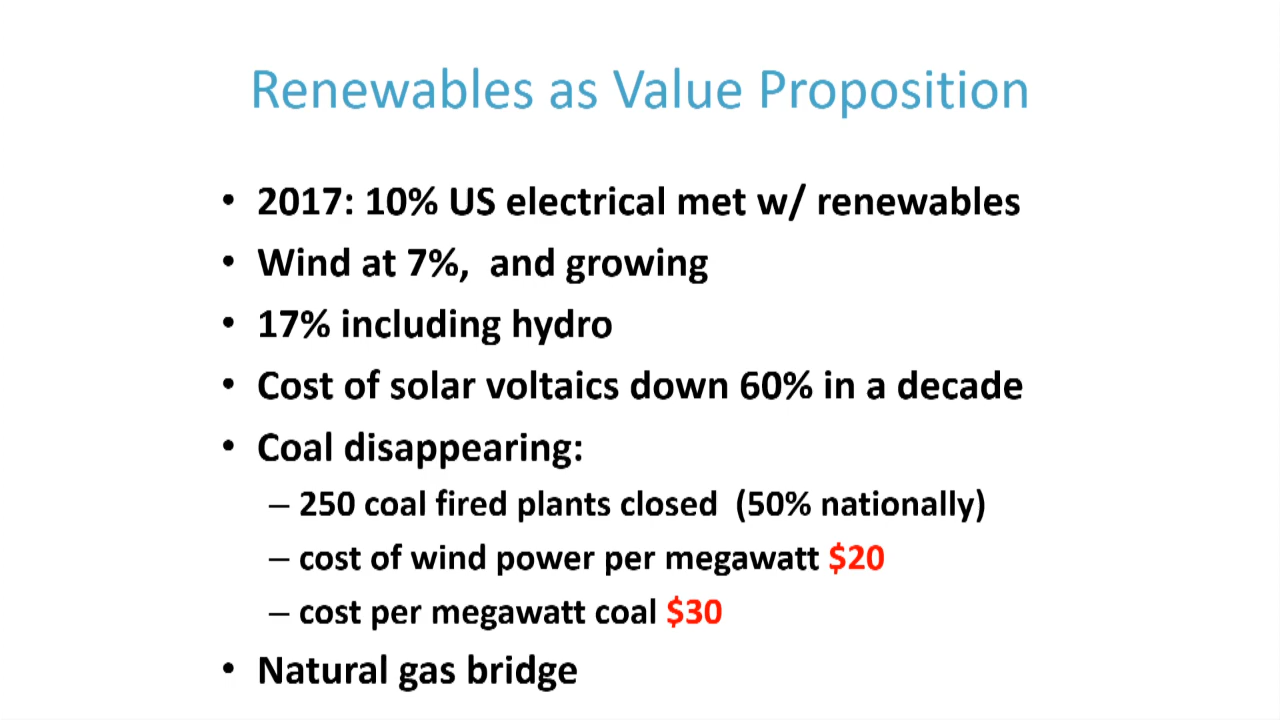 Renewables as Value Proposition
• 2017: 10% US electrical met w/ renewables
• Wind at 7%, and growing
• 17% including hydro
• Cost of solar voltaics down 60% in a decade
• Coal disappearing:
– 250 coal fired plants closed (50% nationally)
– cost of wind power per megawatt $20
– cost per megawatt coal $30
• Natural gas bridge